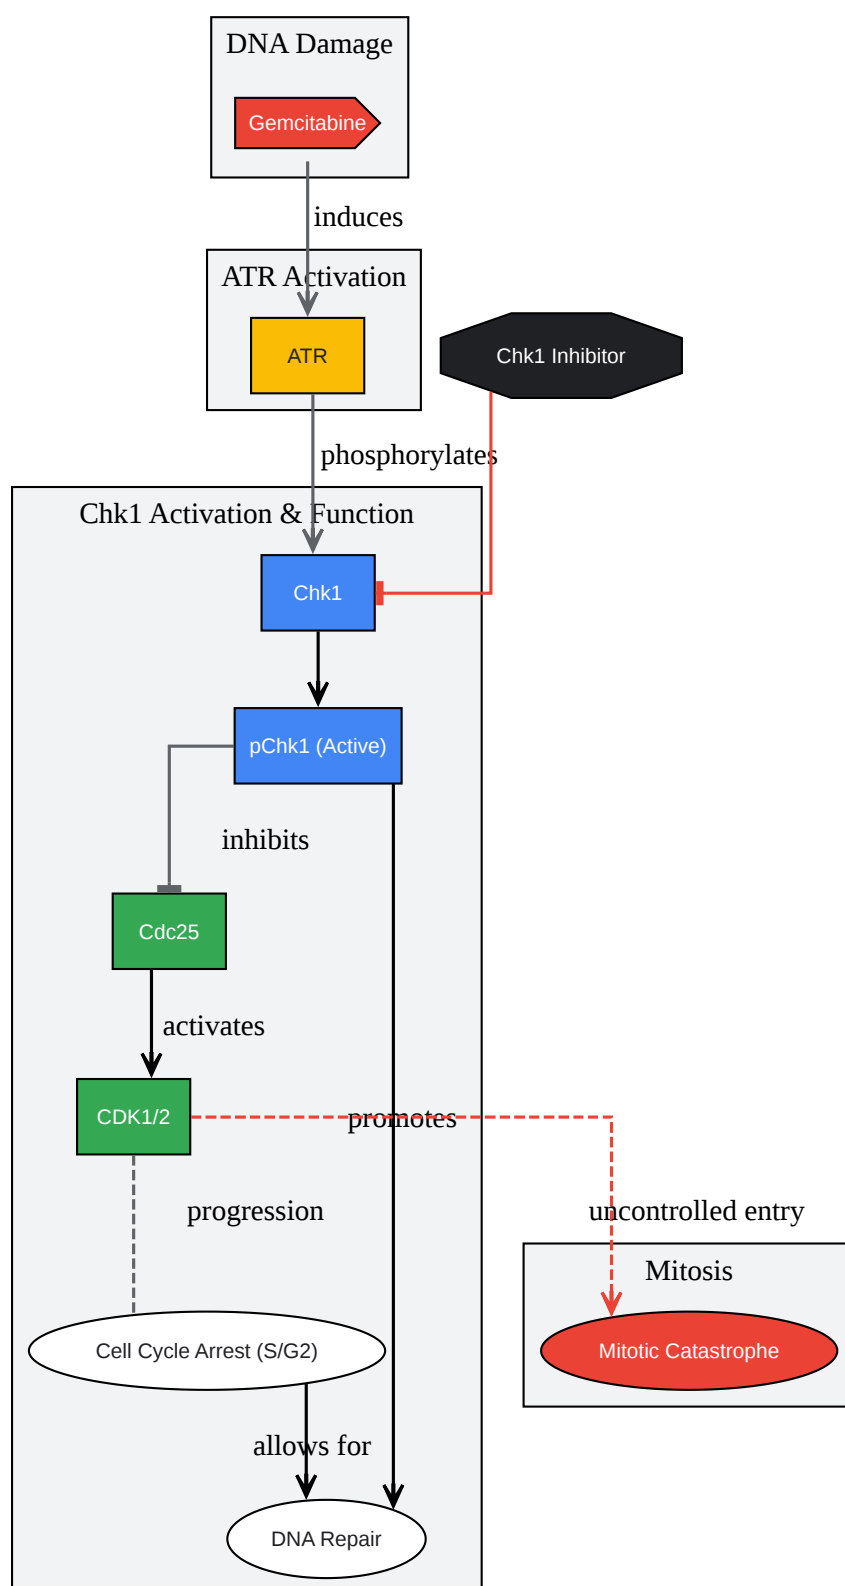 DNA Damage
Gemcitabine
induces
ATR Activation
ATR
Chk1 Inhibitor
phosphorylates
Chk1 Activation & Function
Chk1
pChk1 (Active)
inhibits
Cdc25
activates
CDK1/2
promotes
progression
uncontrolled entry
Mitosis
Cell Cycle Arrest (S/G2)
Mitotic Catastrophe
allows for
DNA Repair